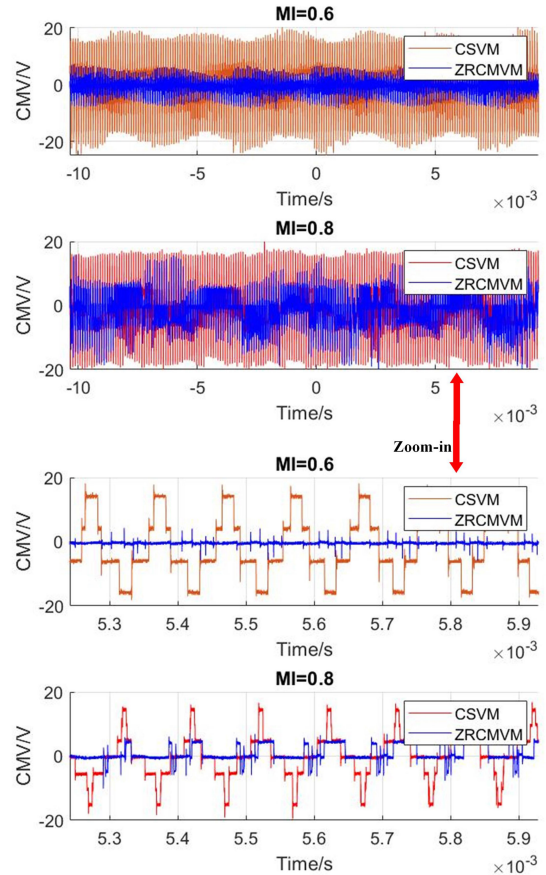 MI=0.6
CMV/V
20
0
-20
CSVM
ZRCMVM
-10
-5
0
5
Time/s
×10⁻³
MI=0.8
CMV/V
20
0
-20
CSVM
ZRCMVM
-10
-5
0
5
Time/s
×10⁻³
Zoom-in
MI=0.6
CMV/V
20
0
-20
CSVM
ZRCMVM
5.3
5.4
5.5
5.6
5.7
5.8
5.9
Time/s
×10⁻³
MI=0.8
CMV/V
20
0
-20
CSVM
ZRCMVM
5.3
5.4
5.5
5.6
5.7
5.8
5.9
Time/s
×10⁻³